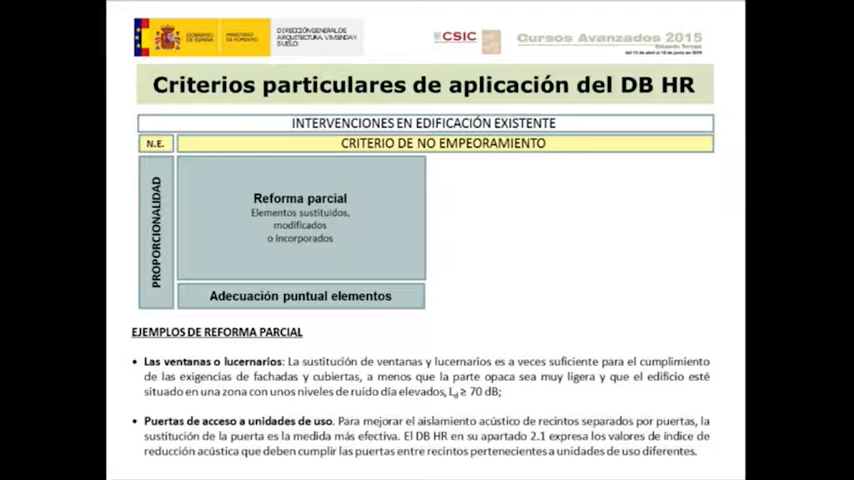 GOBIERNO
DE ESPAÑA
MINISTERIO
DE FOMENTO
DIRECCIÓN GENERAL DE
ARQUITECTURA, VIVIENDA Y
SUELO
CSIC
Cursos Avanzados 2015
Eduardo Torroja
Criterios particulares de aplicación del DB HR
INTERVENCIONES EN EDIFICACIÓN EXISTENTE
N.E.
CRITERIO DE NO EMPEORAMIENTO
PROPORCIONALIDAD
Reforma parcial
Elementos sustituidos,
modificados
o incorporados
Adecuación puntual elementos
EJEMPLOS DE REFORMA PARCIAL
• Las ventanas o lucernarios: La sustitución de ventanas y lucernarios es a veces suficiente para el cumplimiento
de las exigencias de fachadas y cubiertas, a menos que la parte opaca sea muy ligera y que el edificio esté
situado en una zona con unos niveles de ruido día elevados, Ld ≥ 70 dB;
• Puertas de acceso a unidades de uso. Para mejorar el aislamiento acústico de recintos separados por puertas, la
sustitución de la puerta es la medida más efectiva. El DB HR en su apartado 2.1 expresa los valores de índice de
reducción acústica que deben cumplir las puertas entre recintos pertenecientes a unidades de uso diferentes.